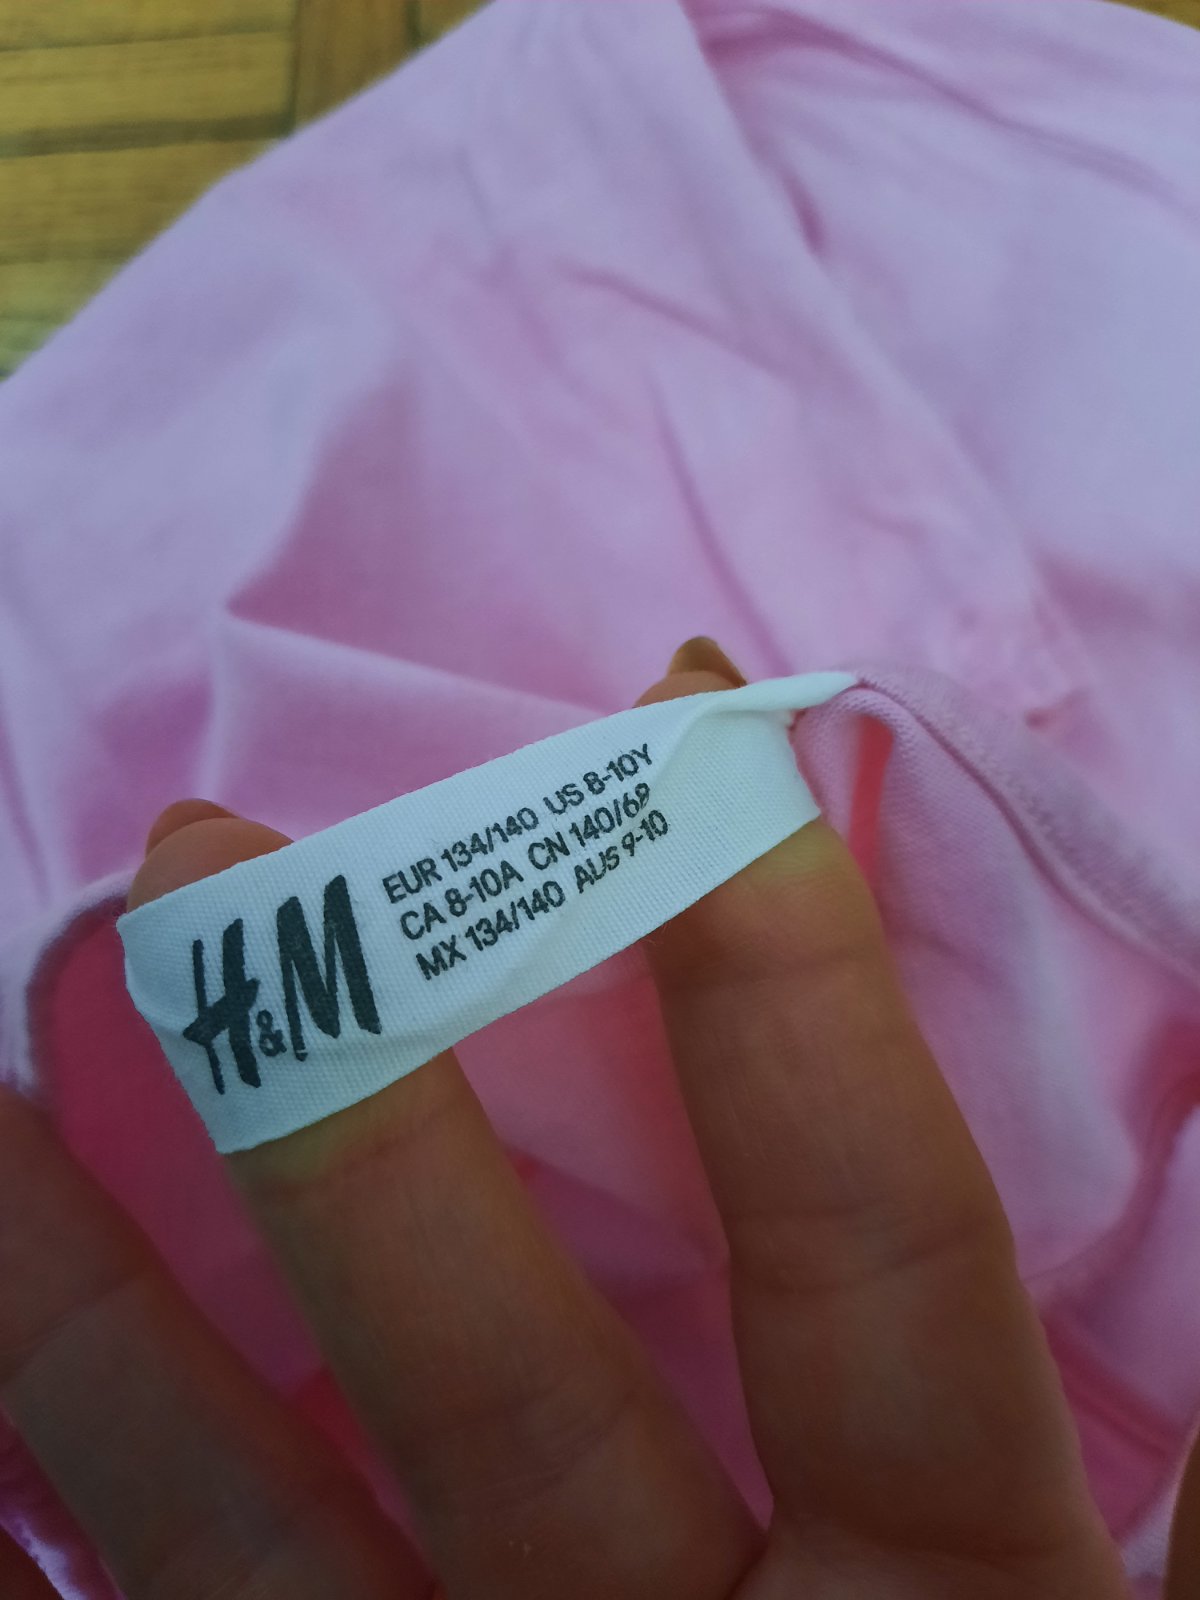 H&M
EUR 134/140 US 8-10Y
CA 8-10A CN 140/68
MX 134/140 AUS 9-10